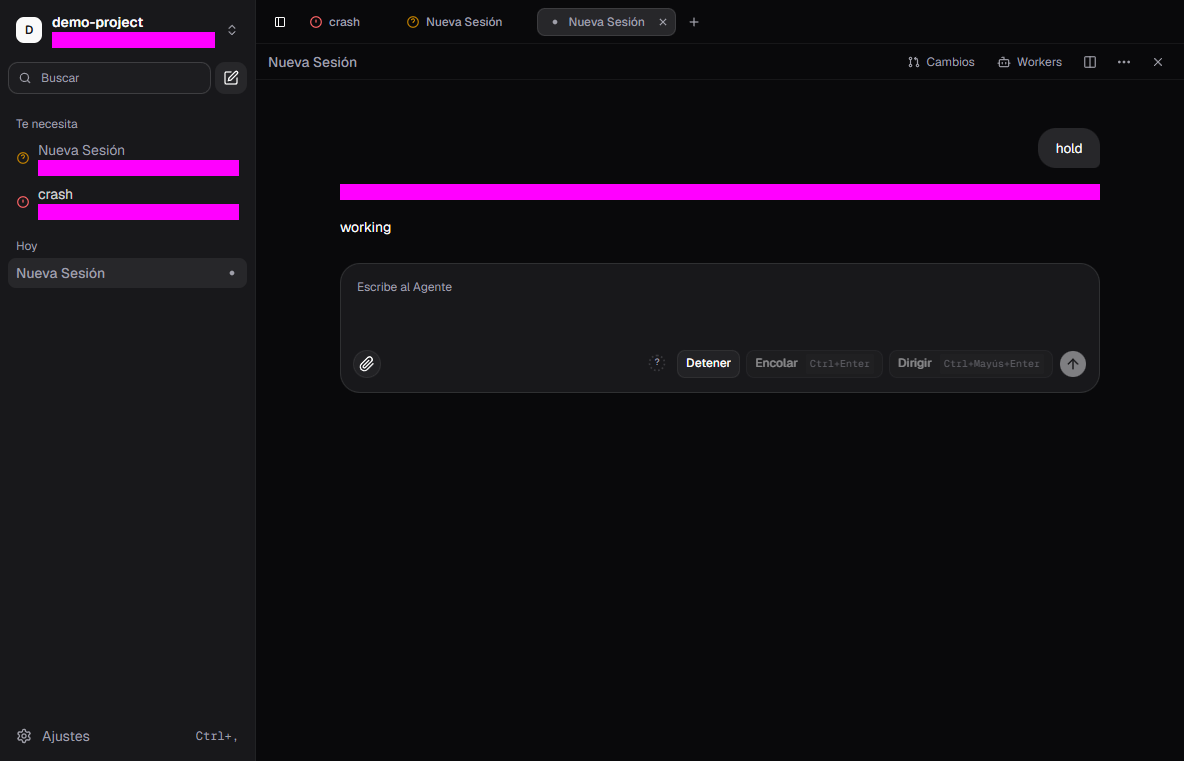 D
demo-project
Buscar
Te necesita
Nueva Sesión
crash
Hoy
Nueva Sesión
Ajustes
Ctrl+,
crash
Nueva Sesión
Nueva Sesión
Nueva Sesión
Cambios
Workers
hold
working
Escribe al Agente
?
Detener
Encolar Ctrl+Enter
Dirigir Ctrl+Mayús+Enter